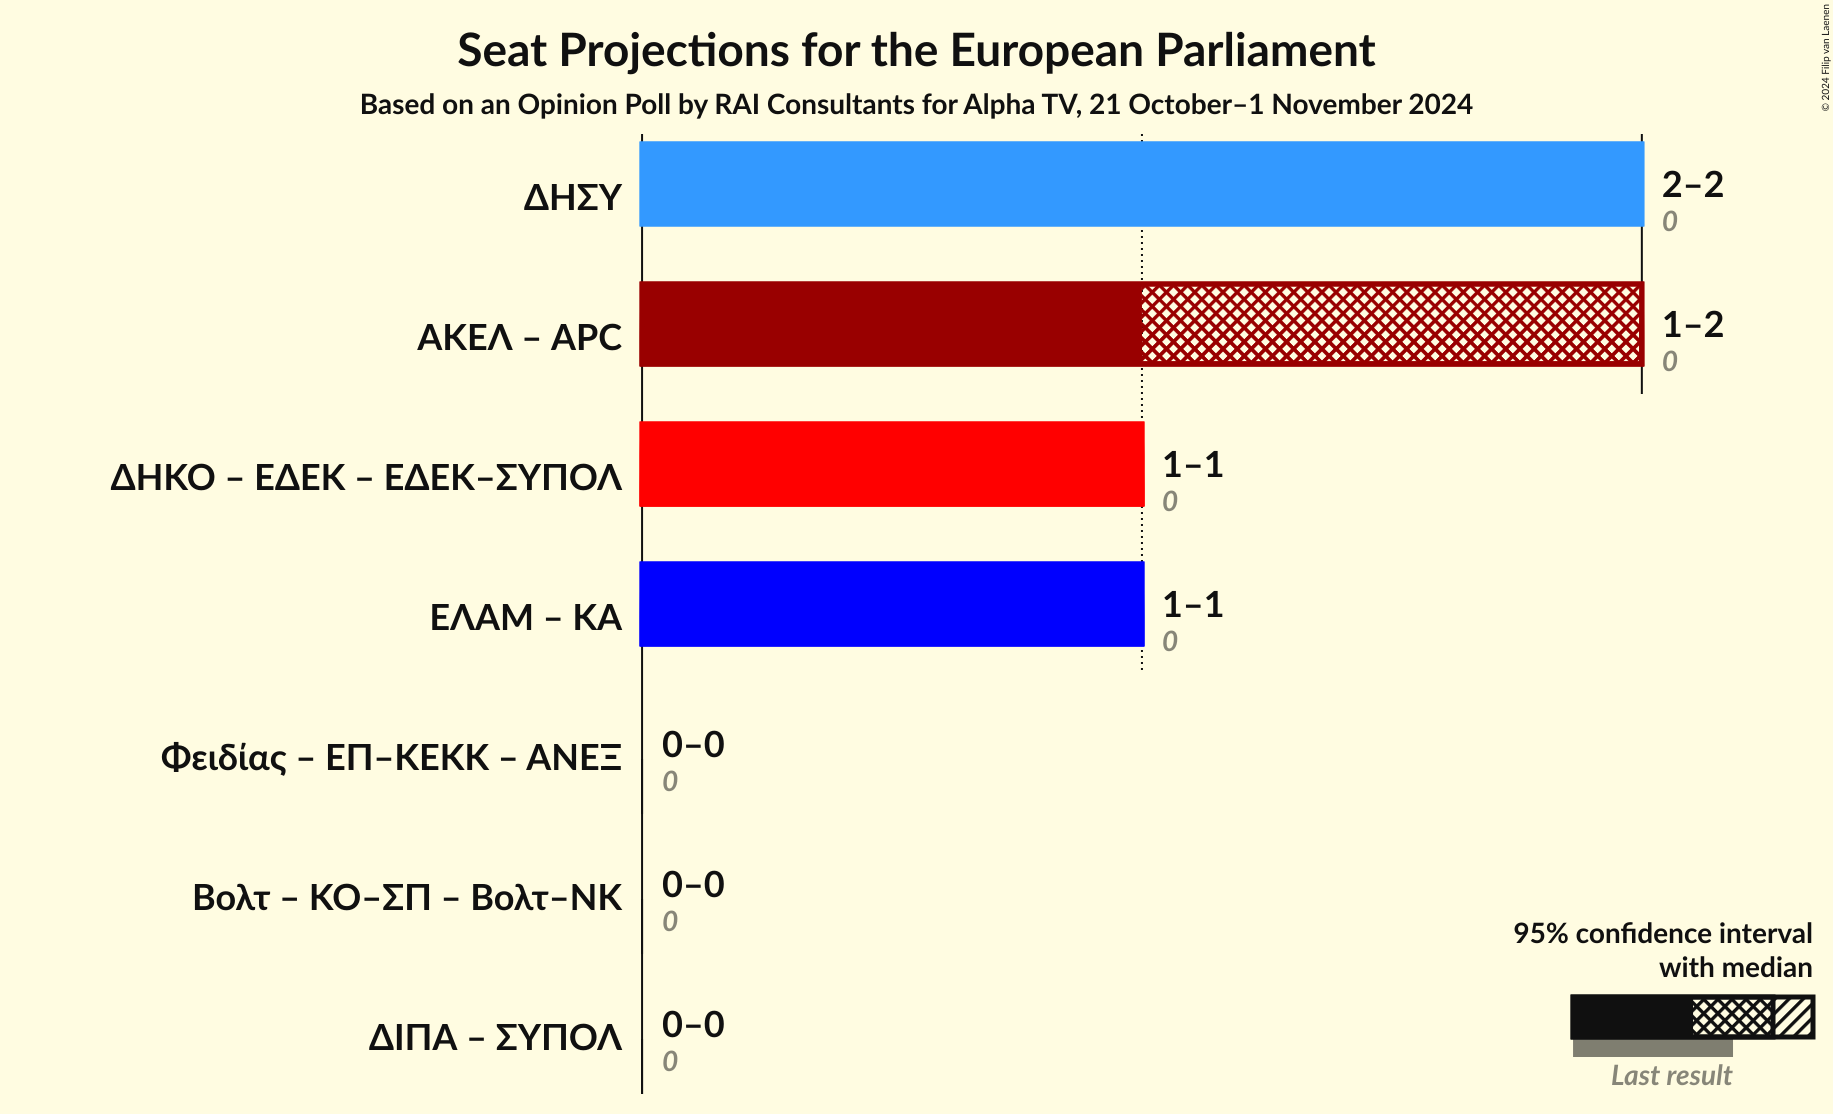 Seat Projections for the European Parliament
Based on an Opinion Poll by RAI Consultants for Alpha TV, 21 October–1 November 2024
© 2024 Filip van Laenen
ΔΗΣΥ
2–2
0
ΑΚΕΛ – APC
1–2
0
ΔΗΚΟ – ΕΔΕΚ – ΕΔΕΚ–ΣΥΠΟΛ
1–1
0
ΕΛΑΜ – ΚΑ
1–1
0
Φειδίας – ΕΠ–ΚΕΚΚ – ΑΝΕΞ
0–0
0
Βολτ – ΚΟ–ΣΠ – Βολτ–ΝΚ
0–0
0
ΔΙΠΑ – ΣΥΠΟΛ
0–0
0
95% confidence interval
with median
Last result